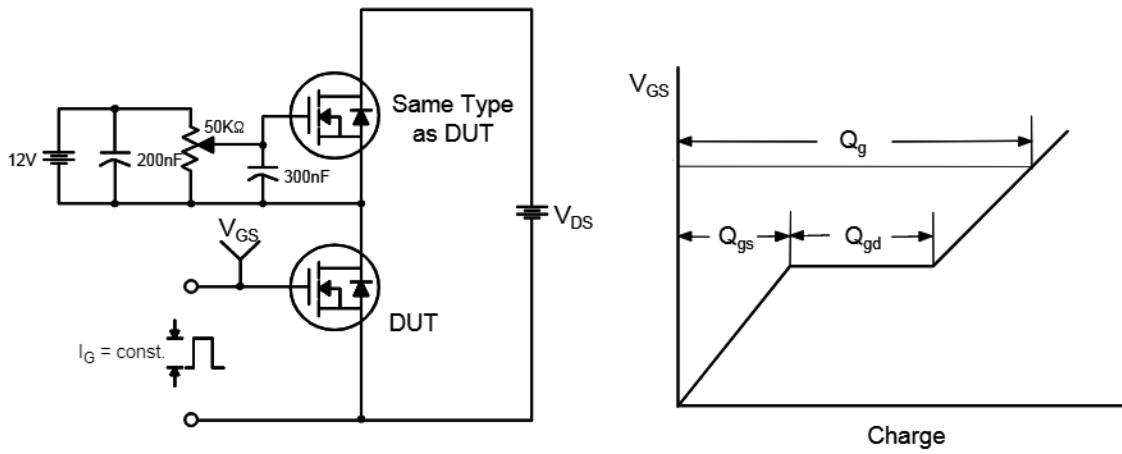 12V
200nF
50KΩ
300nF
Same Type
as DUT
V_DS
V_GS
DUT
I_G = const.
V_GS
Q_g
Q_gs
Q_gd
Charge